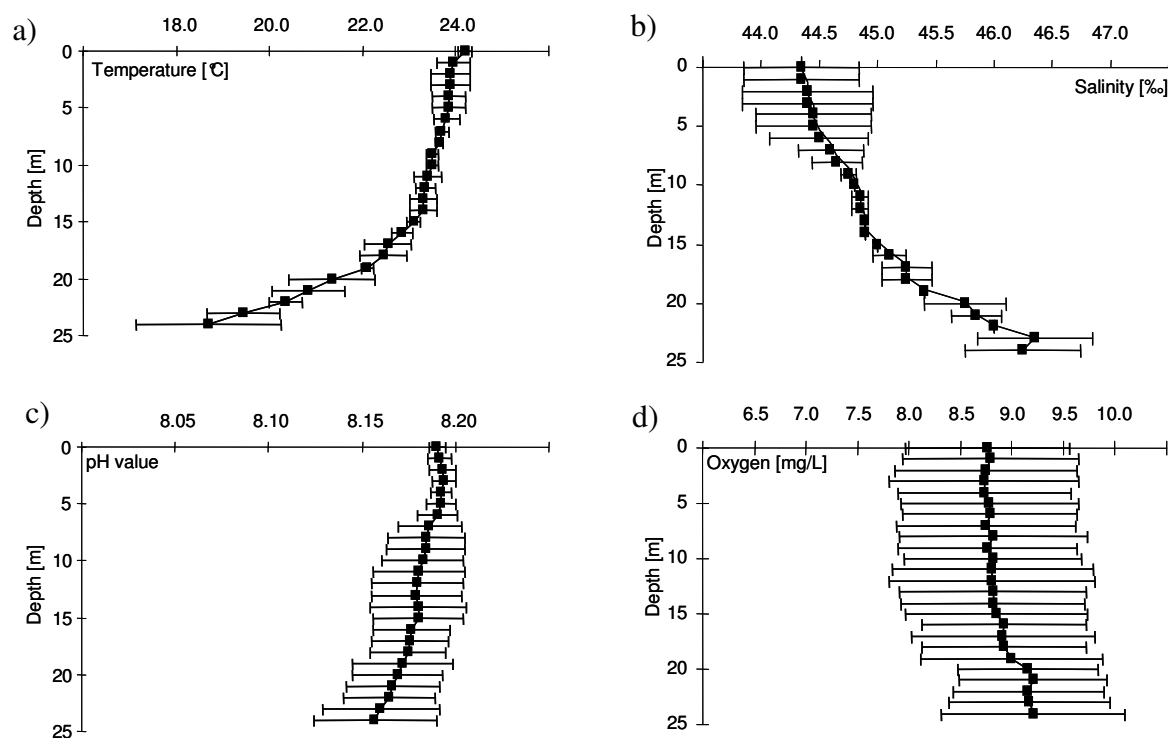 a)
18.0 20.0 22.0 24.0
Temperature [°C]
Depth [m]
0
5
10
15
20
25
b)
44.0 44.5 45.0 45.5 46.0 46.5 47.0
Salinity [‰]
Depth [m]
0
5
10
15
20
25
c)
8.05 8.10 8.15 8.20
pH value
Depth [m]
0
5
10
15
20
25
d)
6.5 7.0 7.5 8.0 8.5 9.0 9.5 10.0
Oxygen [mg/L]
Depth [m]
0
5
10
15
20
25